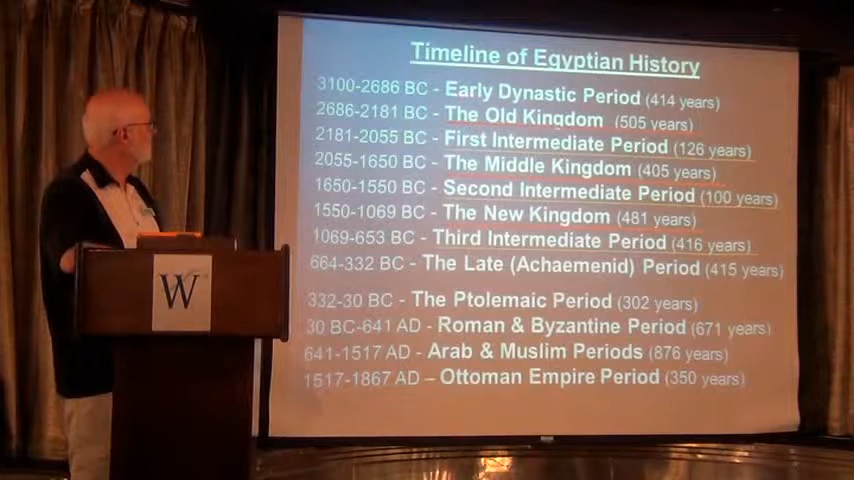 Timeline of Egyptian History
3100-2686 BC - Early Dynastic Period (414 years)
2686-2181 BC - The Old Kingdom (505 years)
2181-2055 BC - First Intermediate Period (126 years)
2055-1650 BC - The Middle Kingdom (405 years)
1650-1550 BC - Second Intermediate Period (100 years)
1550-1069 BC - The New Kingdom (481 years)
1069-653 BC - Third Intermediate Period (416 years)
664-332 BC - The Late (Achaemenid) Period (415 years)
332-30 BC - The Ptolemaic Period (302 years)
30 BC-641 AD - Roman & Byzantine Period (671 years)
641-1517 AD - Arab & Muslim Periods (876 years)
1517-1867 AD – Ottoman Empire Period (350 years)
W